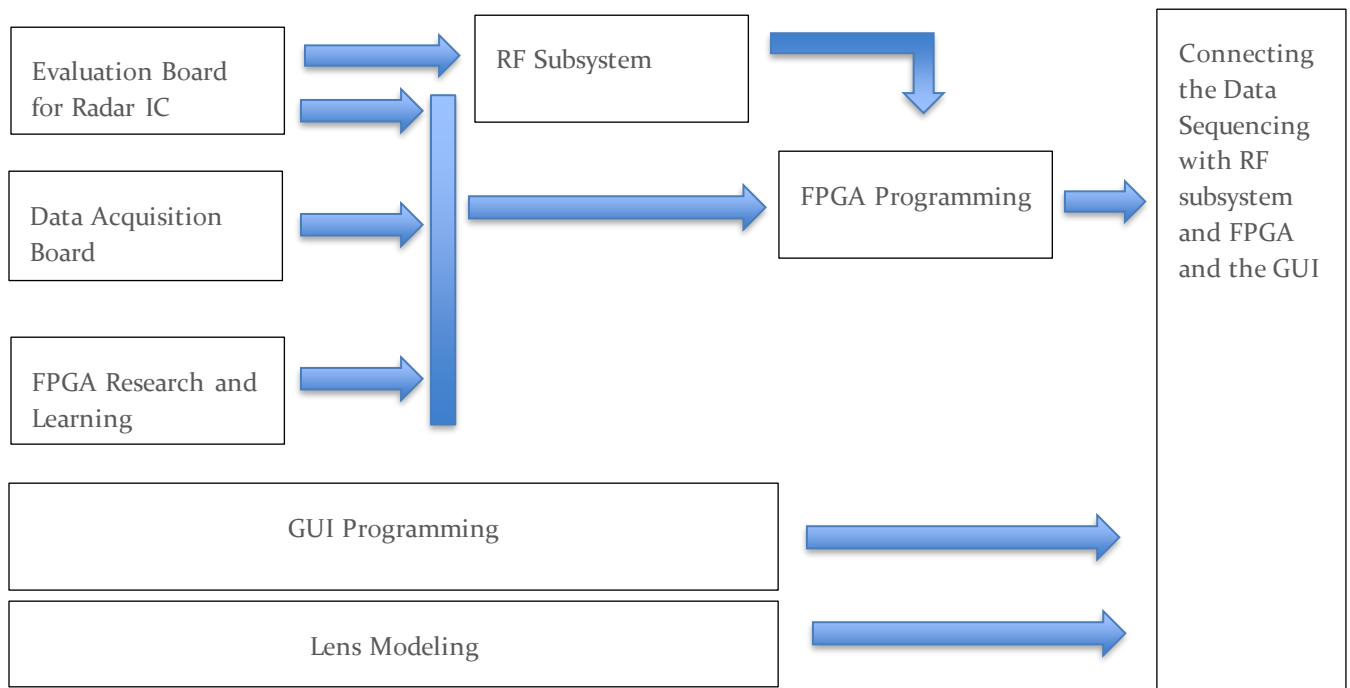 Evaluation Board
for Radar IC
RF Subsystem
Connecting
the Data
Sequencing
with RF
subsystem
and FPGA
and the GUI
Data Acquisition
Board
FPGA Programming
FPGA Research and
Learning
GUI Programming
Lens Modeling